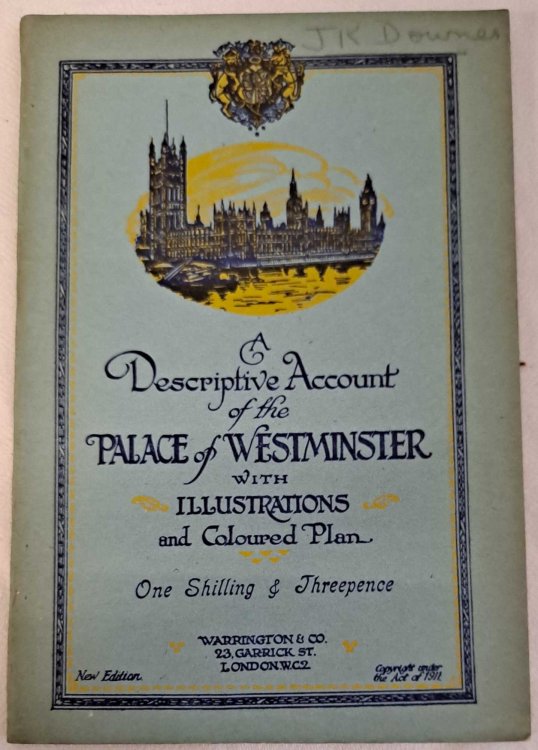 JK Downes
A
Descriptive Account
of the
PALACE of WESTMINSTER
WITH
ILLUSTRATIONS
and Coloured Plan
One Shilling & Threepence
WARRINGTON & CO.
23, GARRICK ST.
LONDON.W.C.2
New Edition.
Copyright under
the Act of 1911